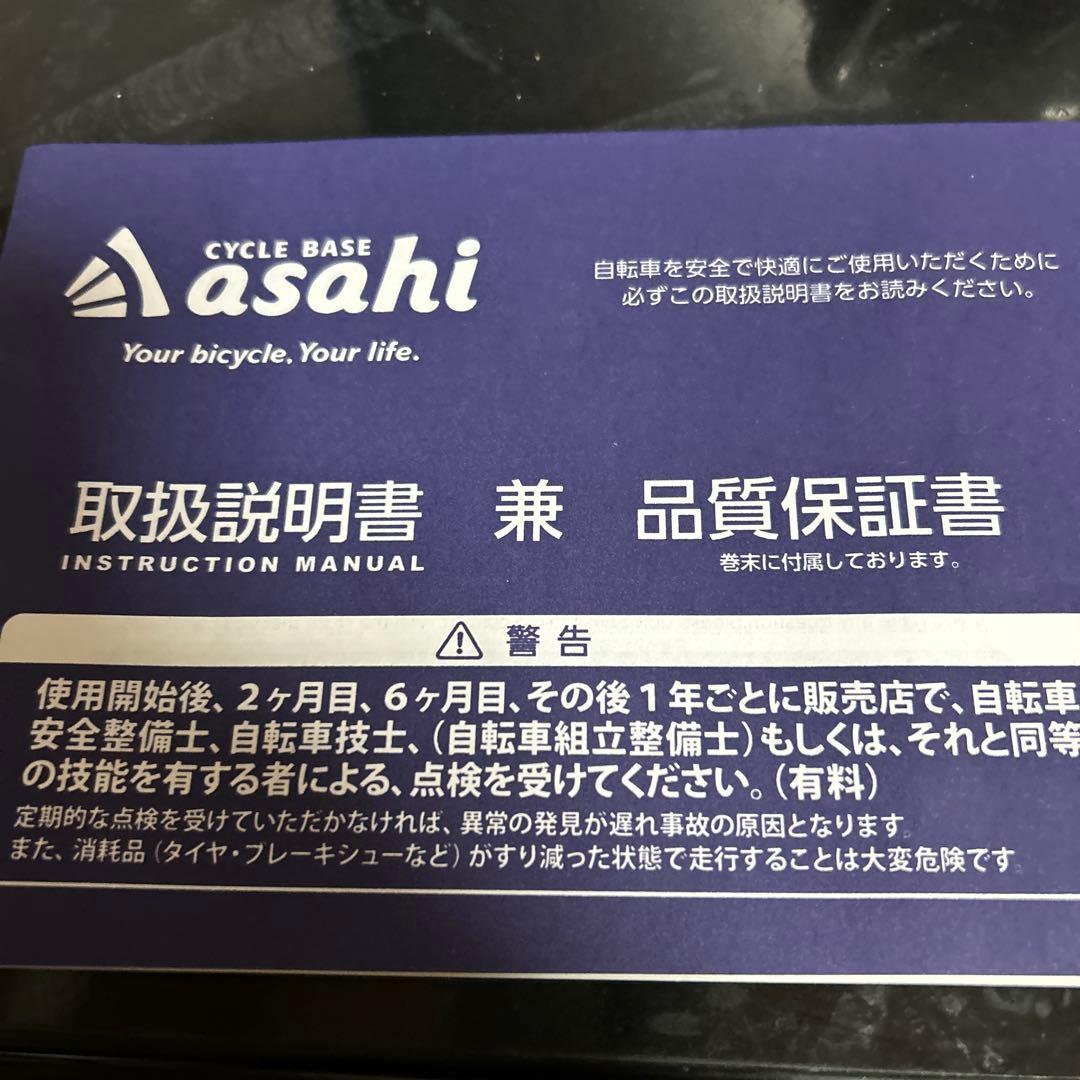 CYCLE BASE
asahi
Your bicycle. Your life.
自転車を安全で快適にご使用いただくために
必ずこの取扱説明書をお読みください。
取扱説明書 兼 品質保証書
INSTRUCTION MANUAL
巻末に付属しております。
警告
使用開始後、2ヶ月目、6ヶ月目、その後1年ごとに販売店で、自転車
安全整備士、自転車技士、(自転車組立整備士)もしくは、それと同等
の技能を有する者による、点検を受けてください。(有料)
定期的な点検を受けていただかなければ、異常の発見が遅れ事故の原因となります。
また、消耗品(タイヤ・ブレーキシューなど)がすり減った状態で走行することは大変危険です